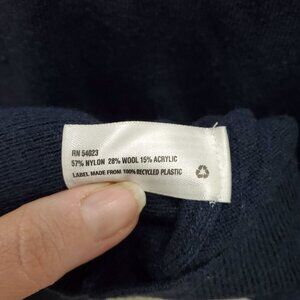 RN 54023
57% NYLON 28% WOOL 15% ACRYLIC
LABEL MADE FROM 100% RECYCLED PLASTIC